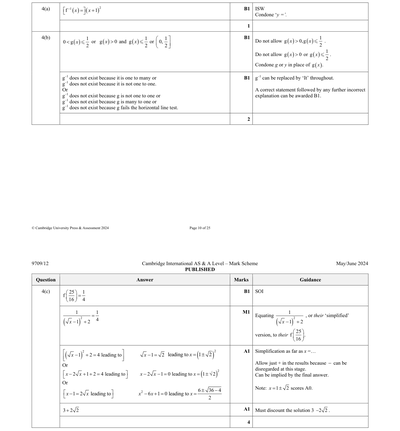 4(a)
[f⁻¹(x) =] (x+1)²
B1
ISW
Condone 'y ='.
1
4(b)
0 < g(x) ≤ 1/2 or g(x) > 0 and g(x) ≤ 1/2 or (0, 1/2]
B1
Do not allow g(x) > 0, g(x) ≤ 1/2.
Do not allow g(x) > 0 or g(x) ≤ 1/2.
Condone g or y in place of g(x).
g⁻¹ does not exist because it is one to many or
g⁻¹ does not exist because it is not one to one.
Or
g⁻¹ does not exist because g is not one to one or
g⁻¹ does not exist because g is many to one or
g⁻¹ does not exist because g fails the horizontal line test
B1
g⁻¹ can be replaced by 'it' throughout.
A correct statement followed by any further incorrect
explanation can be awarded B1.
2
© Cambridge University Press & Assessment 2024
Page 10 of 21
9709/12
Cambridge International AS & A Level – Mark Scheme
May/June 2024
PUBLISHED
Question
Answer
Marks
Guidance
4(c)
f(25/16) = 1/4
B1
SOI
1/((√x −1)² + 2) = 1/4
M1
Equating 1/((√x −1)² + 2), or their 'simplified'
version, to their f(25/16).
[(√x −1)² + 2 = 4 leading to] √x −1 = √2 leading to x = (1 ± √2)²
Or
[x − 2√x + 1 + 2 = 4 leading to] x − 2√x − 1 = 0 leading to x = (1 ± √2)²
Or
[x − 1 = 2√x leading to] x² − 6x + 1 = 0 leading to x = (6 ± √(36 − 4))/2
A1
Simplification as far as x =…
Allow just + in the results because − can be
disregarded at this stage.
Can be implied by the final answer.
Note: x = 1 ± √2 scores A0.
3 + 2√2
A1
Must discount the solution 3 − 2√2.
4